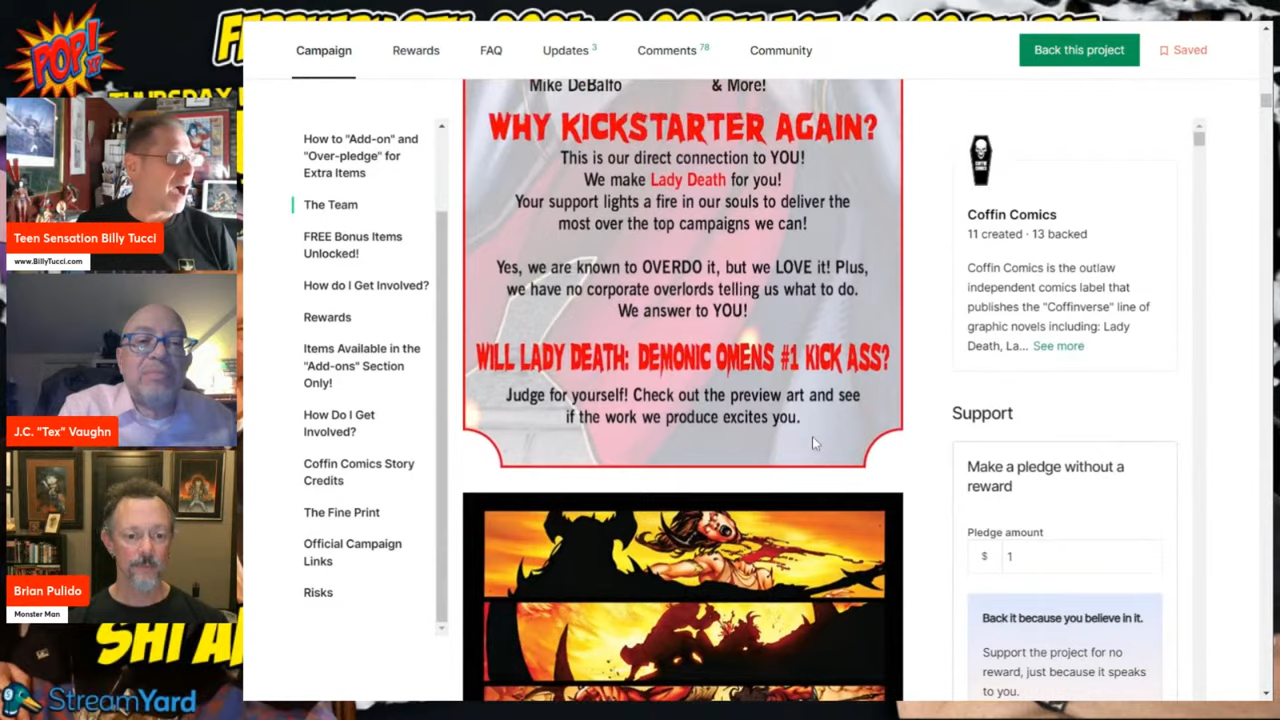 POP!
XP
THURSDAY
Teen Sensation Billy Tucci
www.BillyTucci.com
J.C. "Tex" Vaughn
Brian Pulido
Monster Man
StreamYard
Campaign
Rewards
FAQ
Updates 3
Comments 78
Community
Back this project
Saved
How to "Add-on" and
"Over-pledge" for
Extra Items
The Team
FREE Bonus Items
Unlocked!
How do I Get Involved?
Rewards
Items Available in the
"Add-ons" Section
Only!
How Do I Get
Involved?
Coffin Comics Story
Credits
The Fine Print
Official Campaign
Links
Risks
Mike DeBalfo
& More!
WHY KICKSTARTER AGAIN?
This is our direct connection to YOU!
We make Lady Death for you!
Your support lights a fire in our souls to deliver the
most over the top campaigns we can!
Yes, we are known to OVERDO it, but we LOVE it! Plus,
we have no corporate overlords telling us what to do.
We answer to YOU!
WILL LADY DEATH: DEMONIC OMENS #1 KICK ASS?
Judge for yourself! Check out the preview art and see
if the work we produce excites you.
Coffin Comics
11 created · 13 backed
Coffin Comics is the outlaw
independent comics label that
publishes the "Coffinverse" line of
graphic novels including: Lady
Death, La... See more
Support
Make a pledge without a
reward
Pledge amount
$ 1
Back it because you believe in it.
Support the project for no
reward, just because it speaks
to you.
SHI